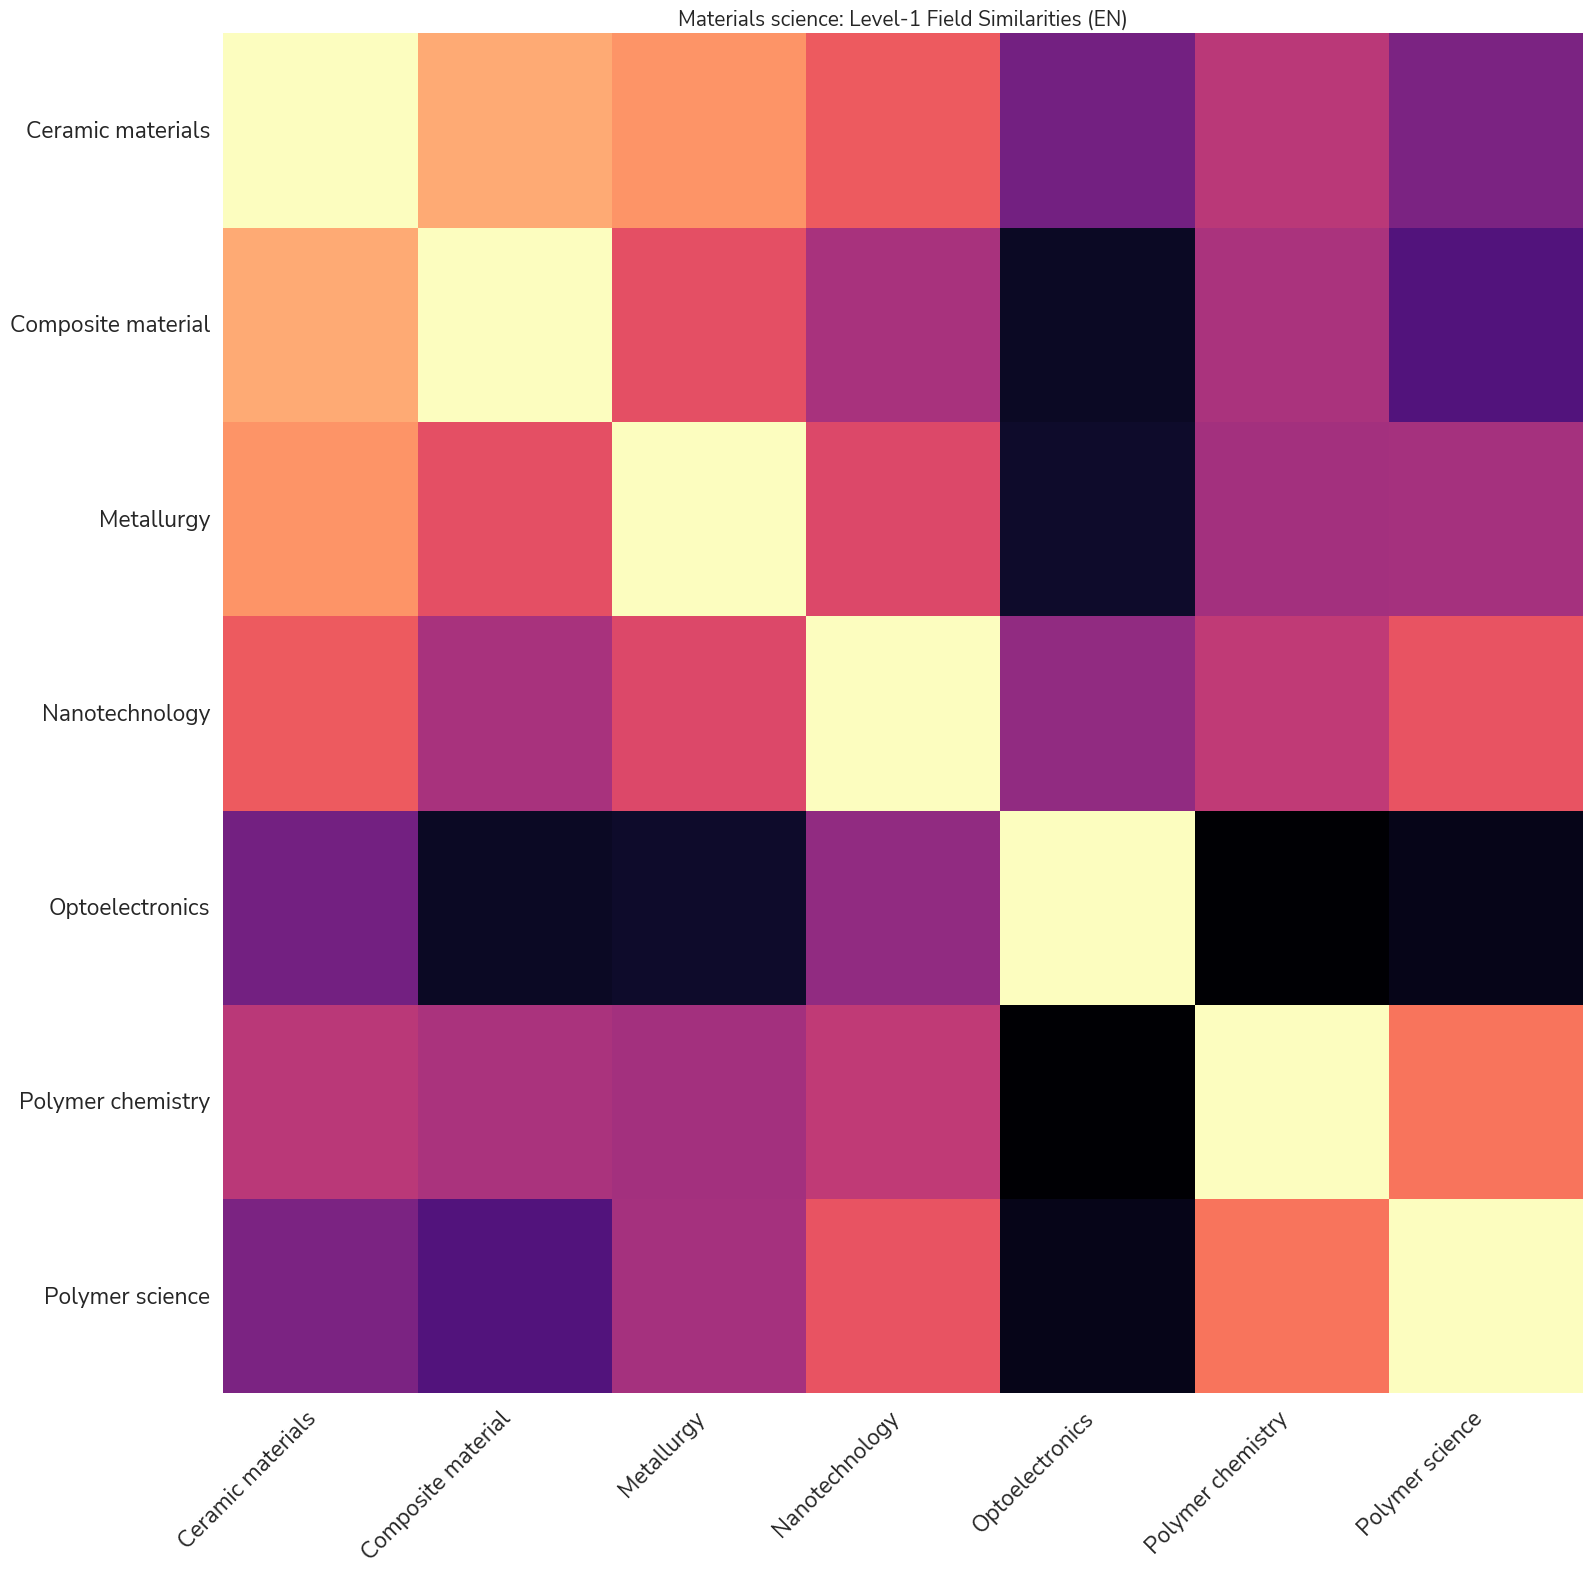 Materials science: Level-1 Field Similarities (EN)
Ceramic materials
Composite material
Metallurgy
Nanotechnology
Optoelectronics
Polymer chemistry
Polymer science
Ceramic materials
Composite material
Metallurgy
Nanotechnology
Optoelectronics
Polymer chemistry
Polymer science